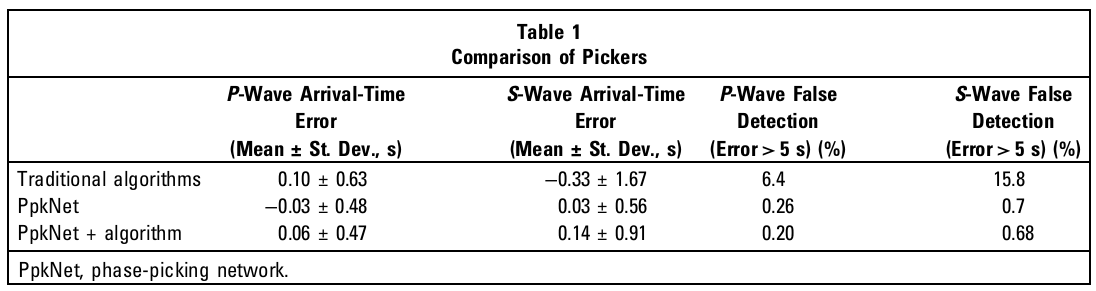 Table 1
Comparison of Pickers
P-Wave Arrival-Time S-Wave Arrival-Time P-Wave False S-Wave False
Error Error Detection Detection
(Mean ± St. Dev., s) (Mean ± St. Dev., s) (Error > 5 s) (%) (Error > 5 s) (%)
Traditional algorithms 0.10 ± 0.63 −0.33 ± 1.67 6.4 15.8
PpkNet −0.03 ± 0.48 0.03 ± 0.56 0.26 0.7
PpkNet + algorithm 0.06 ± 0.47 0.14 ± 0.91 0.20 0.68
PpkNet, phase-picking network.